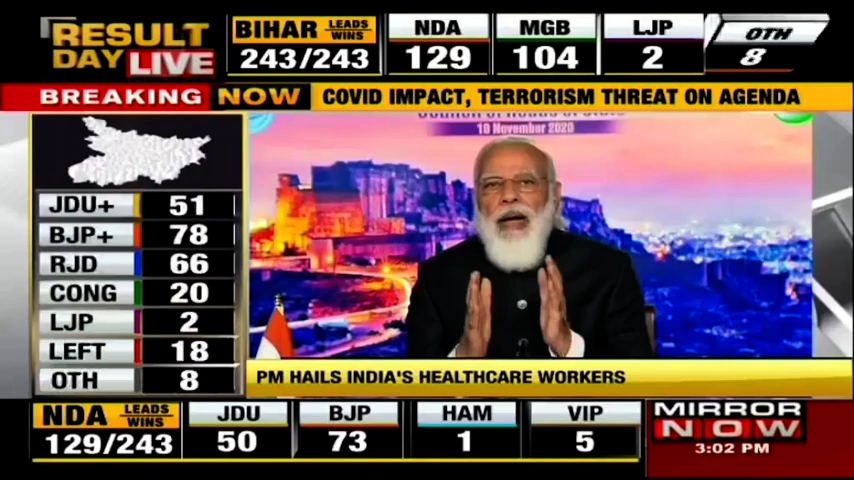 RESULT
DAY LIVE
BIHAR LEADS WINS
243/243
NDA
129
MGB
104
LJP
2
OTH
8
BREAKING NOW COVID IMPACT, TERRORISM THREAT ON AGENDA
10 November 2020
JDU+ 51
BJP+ 78
RJD 66
CONG 20
LJP 2
LEFT 18
OTH 8
PM HAILS INDIA'S HEALTHCARE WORKERS
NDA LEADS WINS
129/243
JDU
50
BJP
73
HAM
1
VIP
5
MIRROR
NOW
3:02 PM